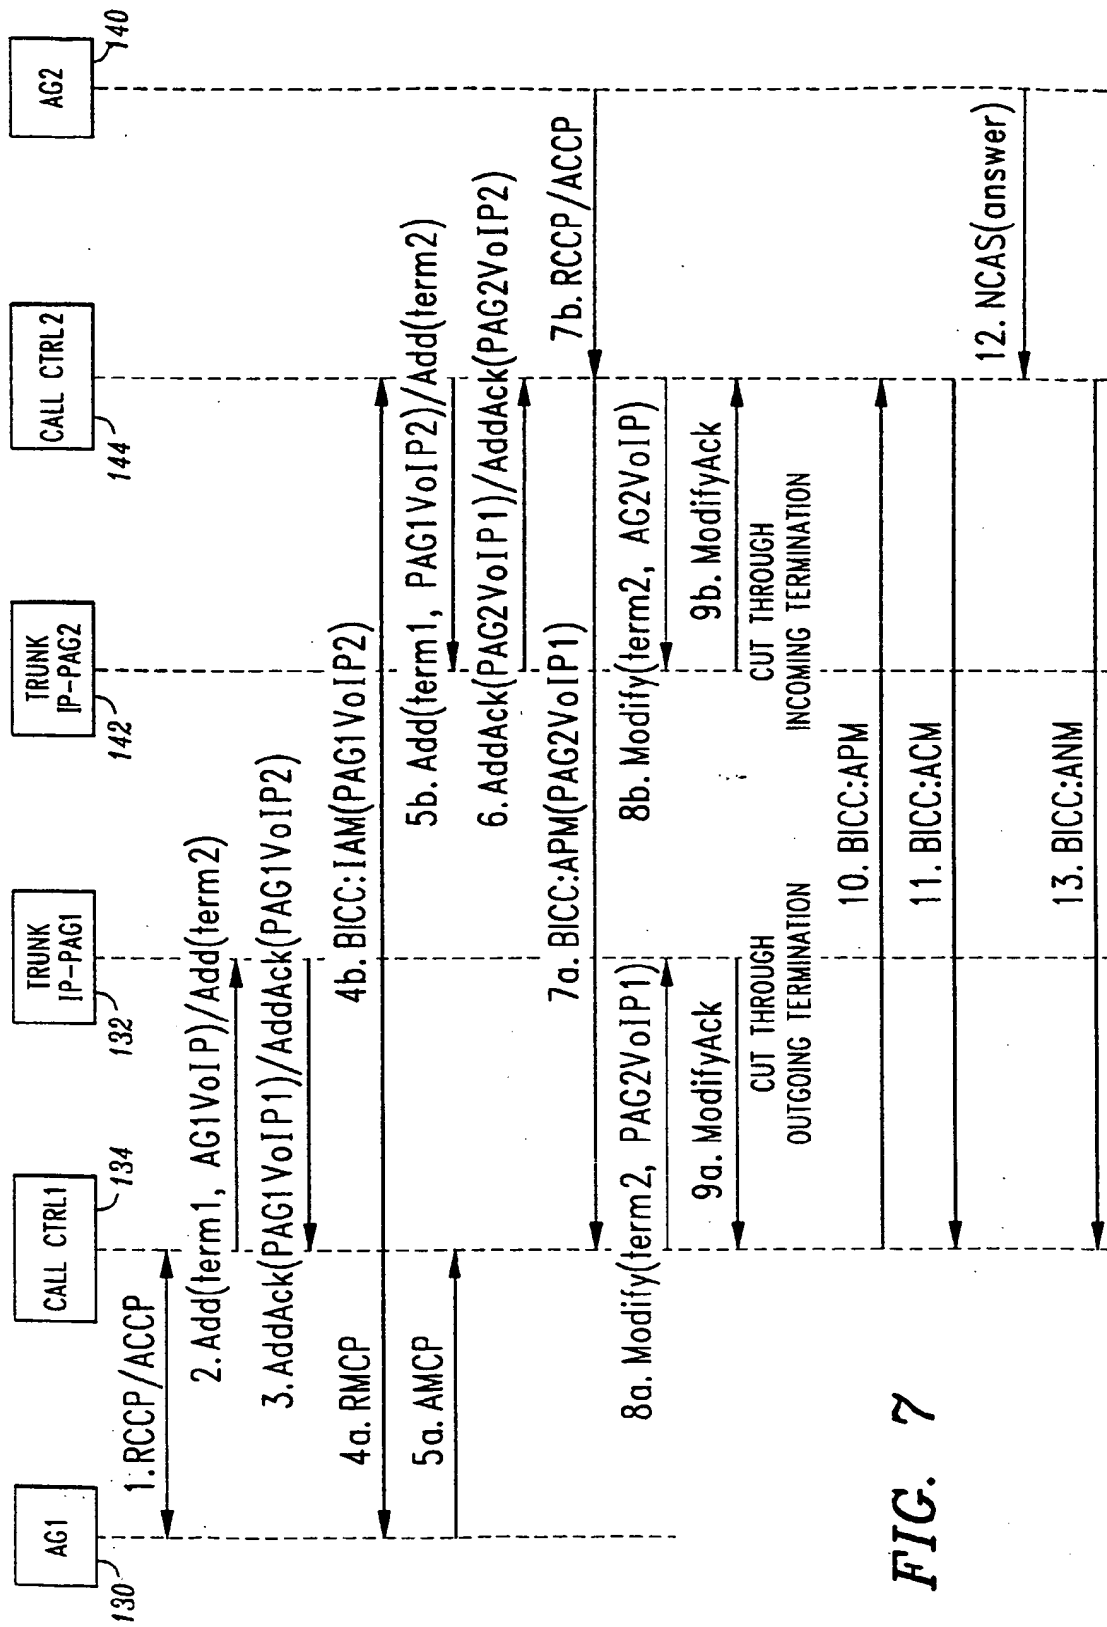 AG1
130
CALL CTRL1
134
TRUNK
IP-PAG1
132
TRUNK
IP-PAG2
142
CALL CTRL2
144
AG2
140
1.RCCP/ACCP
2.Add(term1, AG1VoIP)/Add(term2)
3.AddAck(PAG1VoIP1)/AddAck(PAG1VoIP2)
4a. RMCP
4b. BICC:IAM(PAG1VoIP2)
5a. AMCP
5b. Add(term1, PAG1VoIP2)/Add(term2)
6.AddAck(PAG2VoIP1)/AddAck(PAG2VoIP2)
7a. BICC:APM(PAG2VoIP1)
7b. RCCP/ACCP
8a. Modify(term2, PAG2VoIP1)
8b. Modify(term2, AG2VoIP)
9a. ModifyAck
9b. ModifyAck
CUT THROUGH
OUTGOING TERMINATION
CUT THROUGH
INCOMING TERMINATION
10. BICC:APM
11. BICC:ACM
12. NCAS(answer)
13. BICC:ANM
FIG. 7